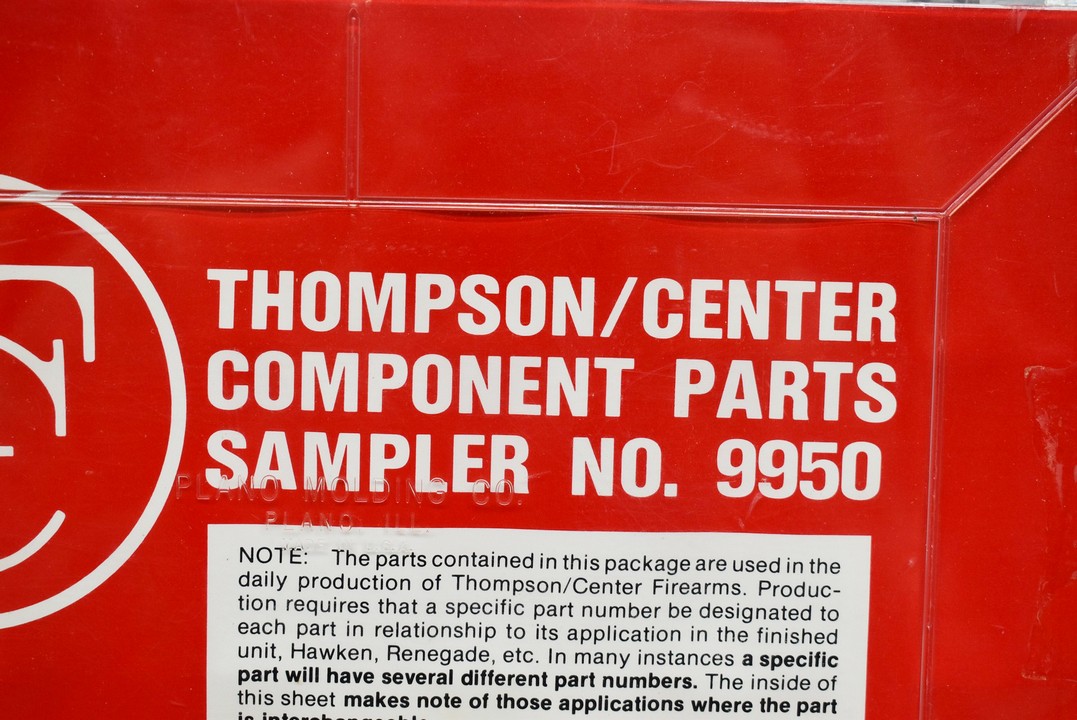 THOMPSON/CENTER
COMPONENT PARTS
SAMPLER NO. 9950
PLANO MOLDING CO.
PLANO ILL.
NOTE: The parts contained in this package are used in the
daily production of Thompson/Center Firearms. Produc-
tion requires that a specific part number be designated to
each part in relationship to its application in the finished
unit, Hawken, Renegade, etc. In many instances a specific
part will have several different part numbers. The inside of
this sheet makes note of those applications where the part
is interchangeable